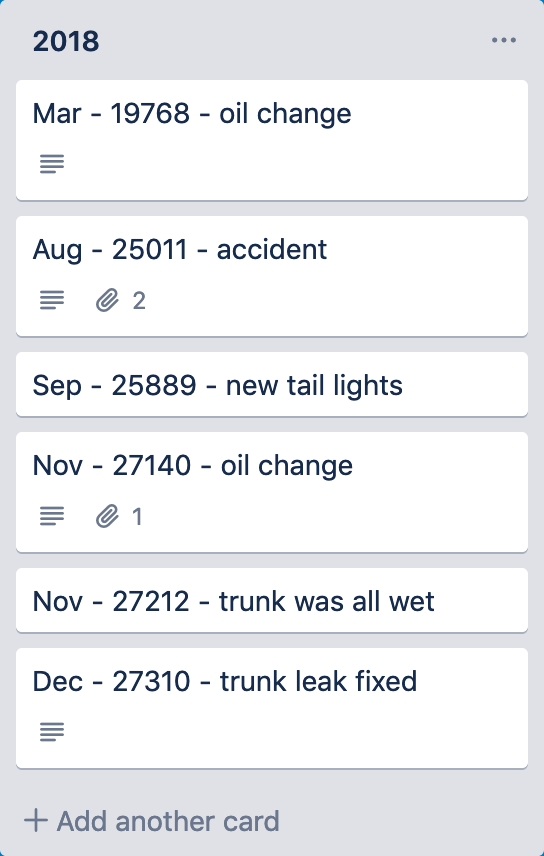 2018
Mar - 19768 - oil change
Aug - 25011 - accident
2
Sep - 25889 - new tail lights
Nov - 27140 - oil change
1
Nov - 27212 - trunk was all wet
Dec - 27310 - trunk leak fixed
+ Add another card